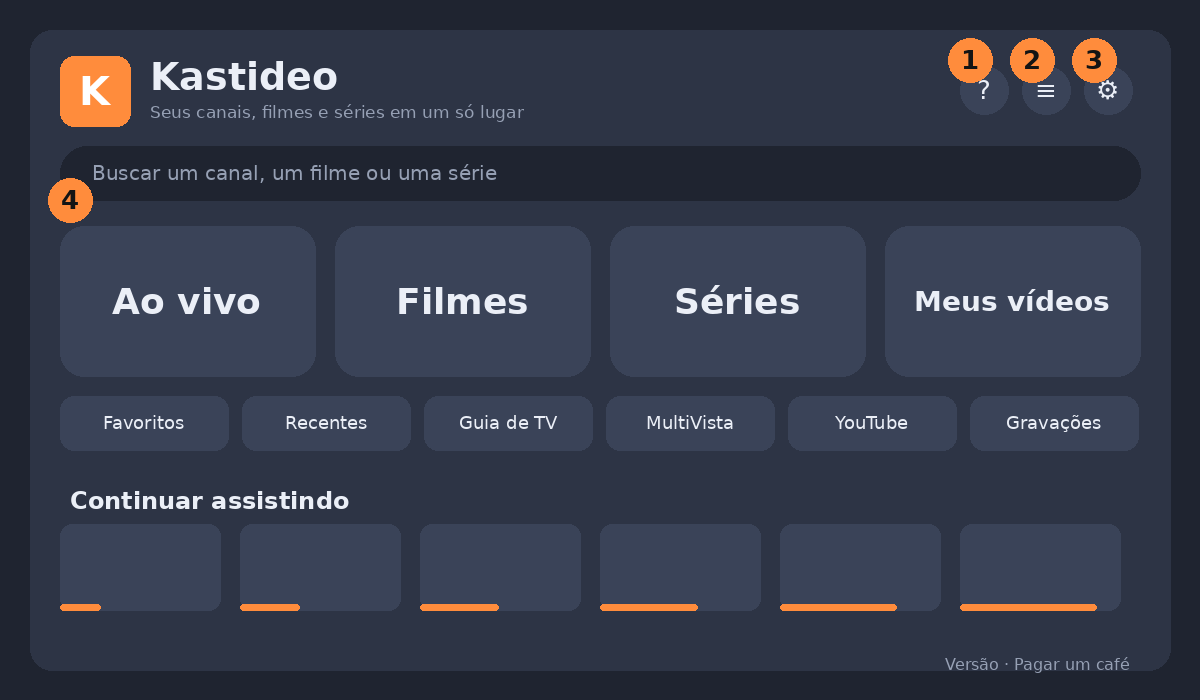 1 2 3
K
Kastideo
Seus canais, filmes e séries em um só lugar
? ≡ ⚙
Buscar um canal, um filme ou uma série
4
Ao vivo
Filmes
Séries
Meus vídeos
Favoritos
Recentes
Guia de TV
MultiVista
YouTube
Gravações
Continuar assistindo
Versão · Pagar um café